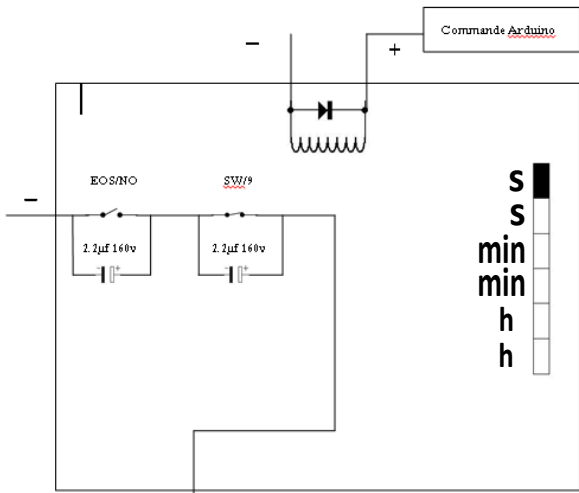 Commande Arduino
−
+
EOS/NO
SW/9
−
2.2µf 160v
2.2µf 160v
+
+
s
s
min
min
h
h